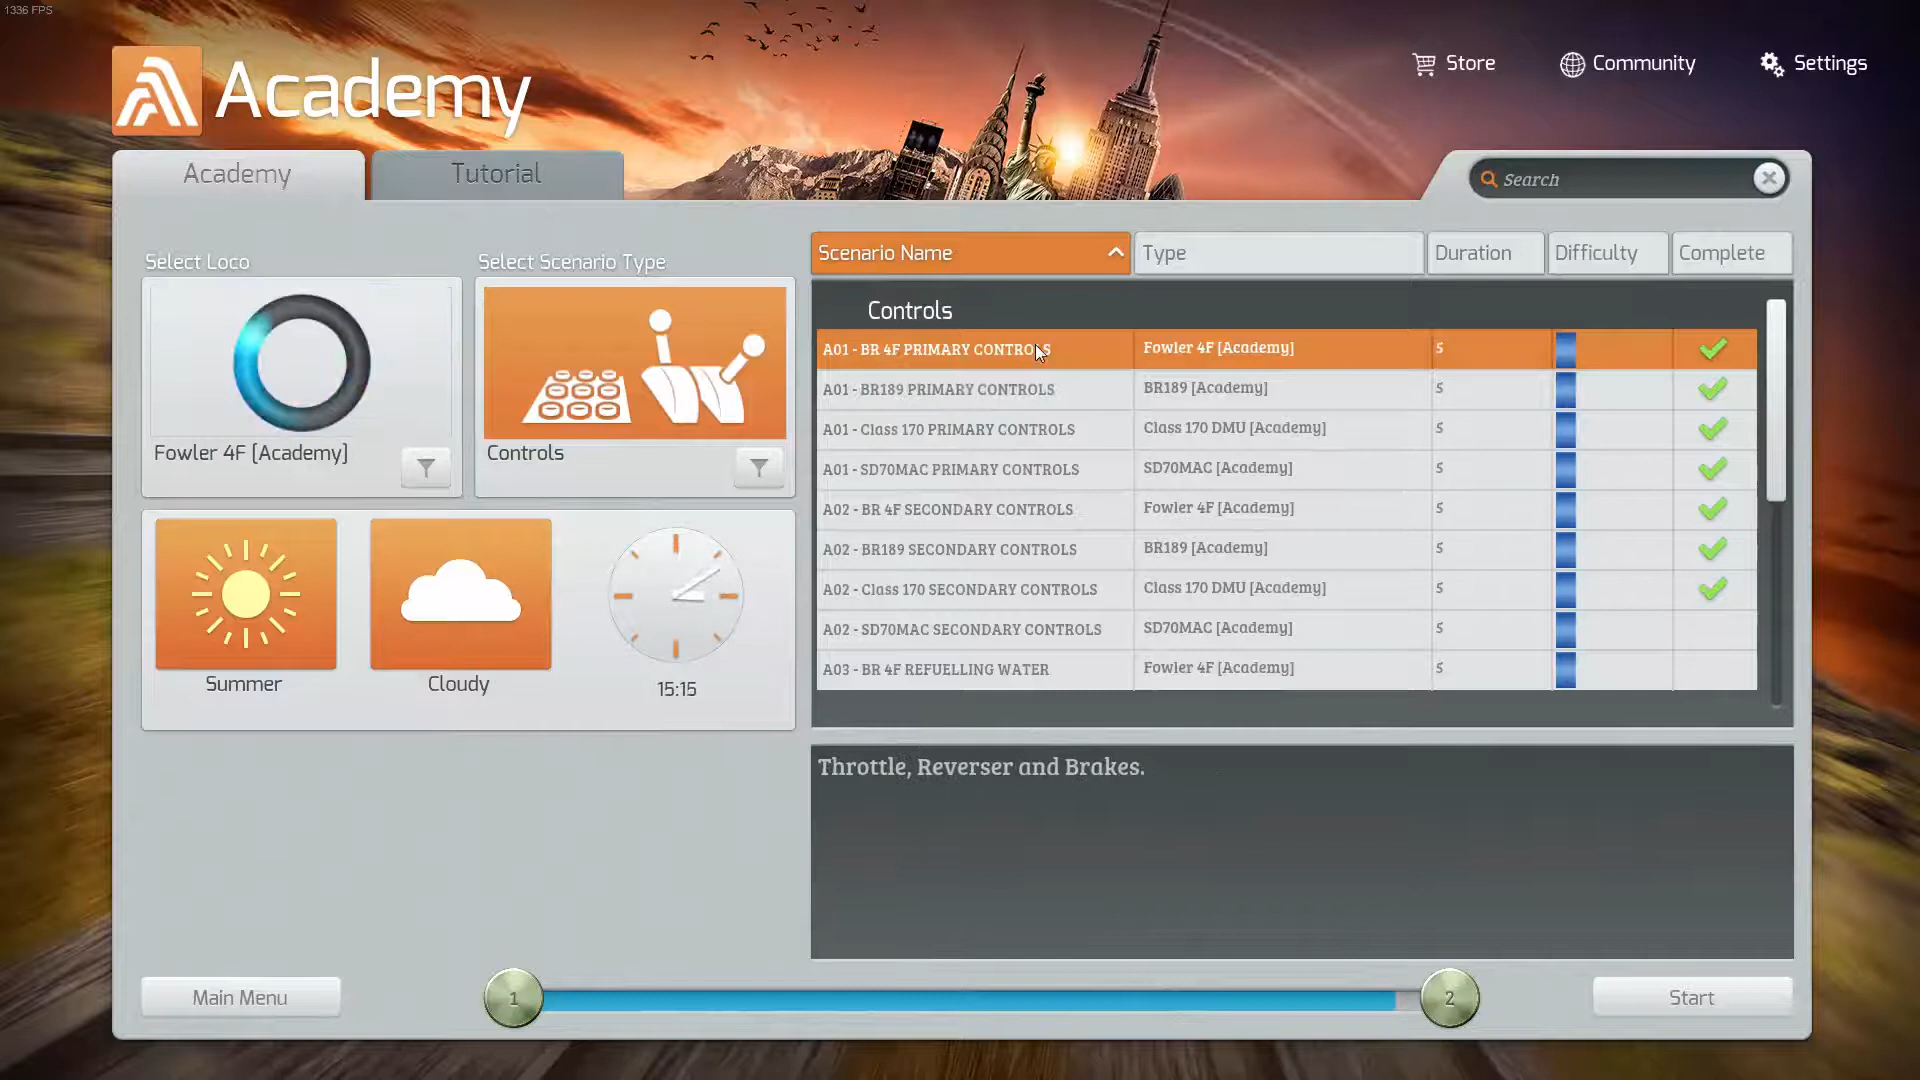 1336 FPS
Academy
Store
Community
Settings
Academy
Tutorial
Search
Select Loco
Select Scenario Type
Fowler 4F [Academy]
Controls
Summer
Cloudy
15:15
Scenario Name
Type
Duration
Difficulty
Complete
Controls
A01 - BR 4F PRIMARY CONTROLS
Fowler 4F [Academy]
5
A01 - BR189 PRIMARY CONTROLS
BR189 [Academy]
5
A01 - Class 170 PRIMARY CONTROLS
Class 170 DMU [Academy]
5
A01 - SD70MAC PRIMARY CONTROLS
SD70MAC [Academy]
5
A02 - BR 4F SECONDARY CONTROLS
Fowler 4F [Academy]
5
A02 - BR189 SECONDARY CONTROLS
BR189 [Academy]
5
A02 - Class 170 SECONDARY CONTROLS
Class 170 DMU [Academy]
5
A02 - SD70MAC SECONDARY CONTROLS
SD70MAC [Academy]
5
A03 - BR 4F REFUELLING WATER
Fowler 4F [Academy]
5
Throttle, Reverser and Brakes.
Main Menu
1
2
Start